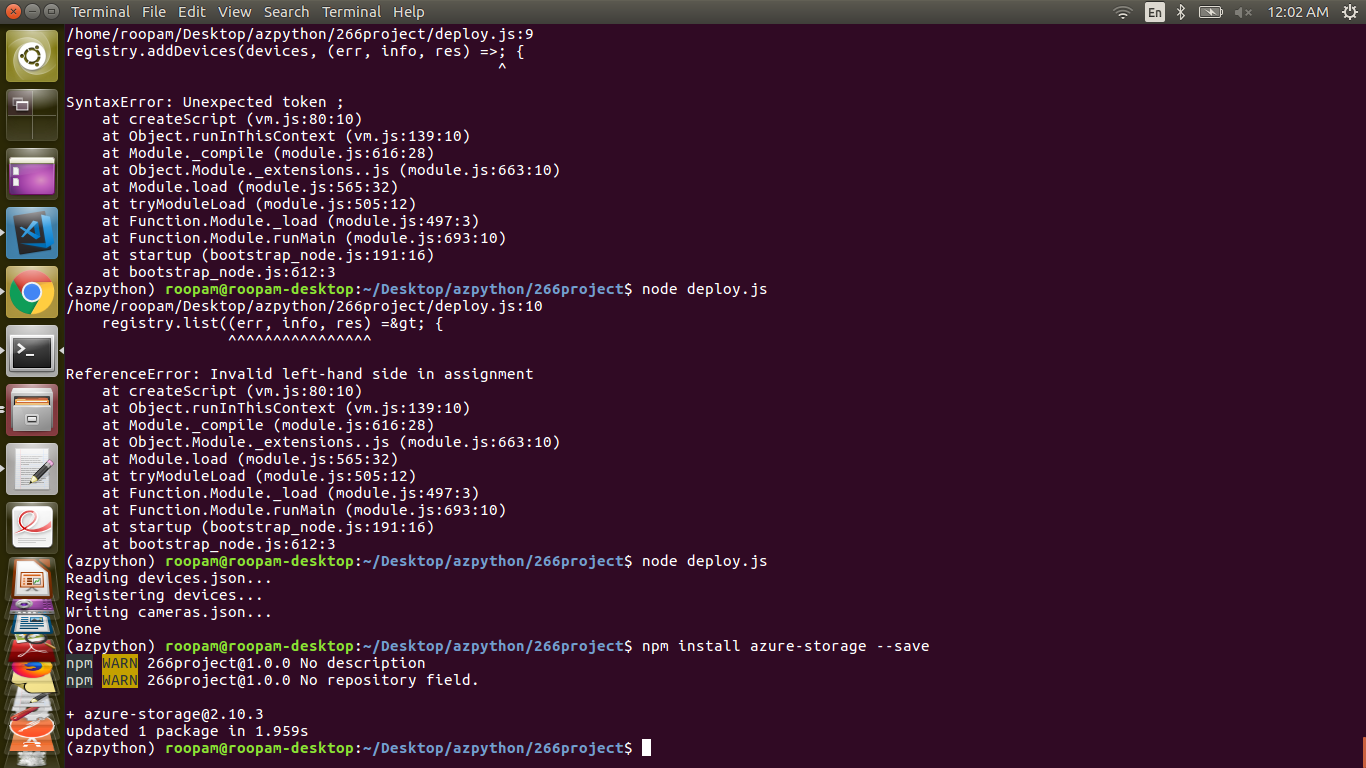 Terminal File Edit View Search Terminal Help En 12:02 AM
/home/roopam/Desktop/azpython/266project/deploy.js:9
registry.addDevices(devices, (err, info, res) =>; {
^
SyntaxError: Unexpected token ;
at createScript (vm.js:80:10)
at Object.runInThisContext (vm.js:139:10)
at Module._compile (module.js:616:28)
at Object.Module._extensions..js (module.js:663:10)
at Module.load (module.js:565:32)
at tryModuleLoad (module.js:505:12)
at Function.Module._load (module.js:497:3)
at Function.Module.runMain (module.js:693:10)
at startup (bootstrap_node.js:191:16)
at bootstrap_node.js:612:3
(azpython) roopam@roopam-desktop:~/Desktop/azpython/266project$ node deploy.js
/home/roopam/Desktop/azpython/266project/deploy.js:10
registry.list((err, info, res) =&gt; {
^^^^^^^^^^^^^^^^
ReferenceError: Invalid left-hand side in assignment
at createScript (vm.js:80:10)
at Object.runInThisContext (vm.js:139:10)
at Module._compile (module.js:616:28)
at Object.Module._extensions..js (module.js:663:10)
at Module.load (module.js:565:32)
at tryModuleLoad (module.js:505:12)
at Function.Module._load (module.js:497:3)
at Function.Module.runMain (module.js:693:10)
at startup (bootstrap_node.js:191:16)
at bootstrap_node.js:612:3
(azpython) roopam@roopam-desktop:~/Desktop/azpython/266project$ node deploy.js
Reading devices.json...
Registering devices...
Writing cameras.json...
Done
(azpython) roopam@roopam-desktop:~/Desktop/azpython/266project$ npm install azure-storage --save
npm WARN 266project@1.0.0 No description
npm WARN 266project@1.0.0 No repository field.
+ azure-storage@2.10.3
updated 1 package in 1.959s
(azpython) roopam@roopam-desktop:~/Desktop/azpython/266project$